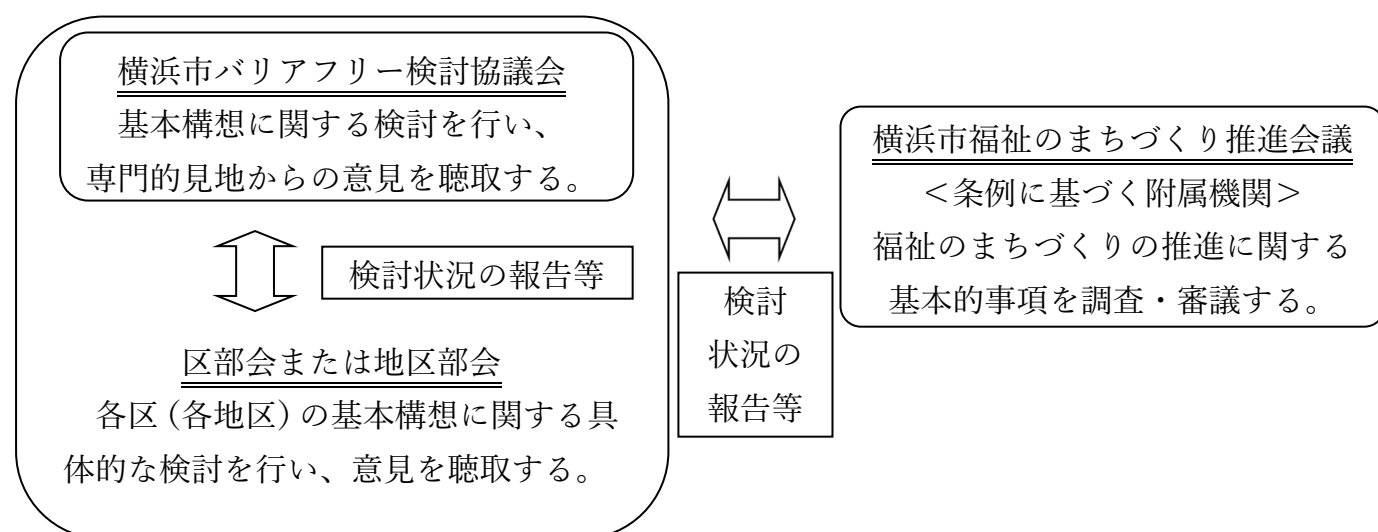 横浜市バリアフリー検討協議会
基本構想に関する検討を行い、
専門的見地からの意見を聴取する。
検討状況の報告等
区部会または地区部会
各区(各地区)の基本構想に関する具
体的な検討を行い、意見を聴取する。
検討
状況の
報告等
横浜市福祉のまちづくり推進会議
<条例に基づく附属機関>
福祉のまちづくりの推進に関する
基本的事項を調査・審議する。